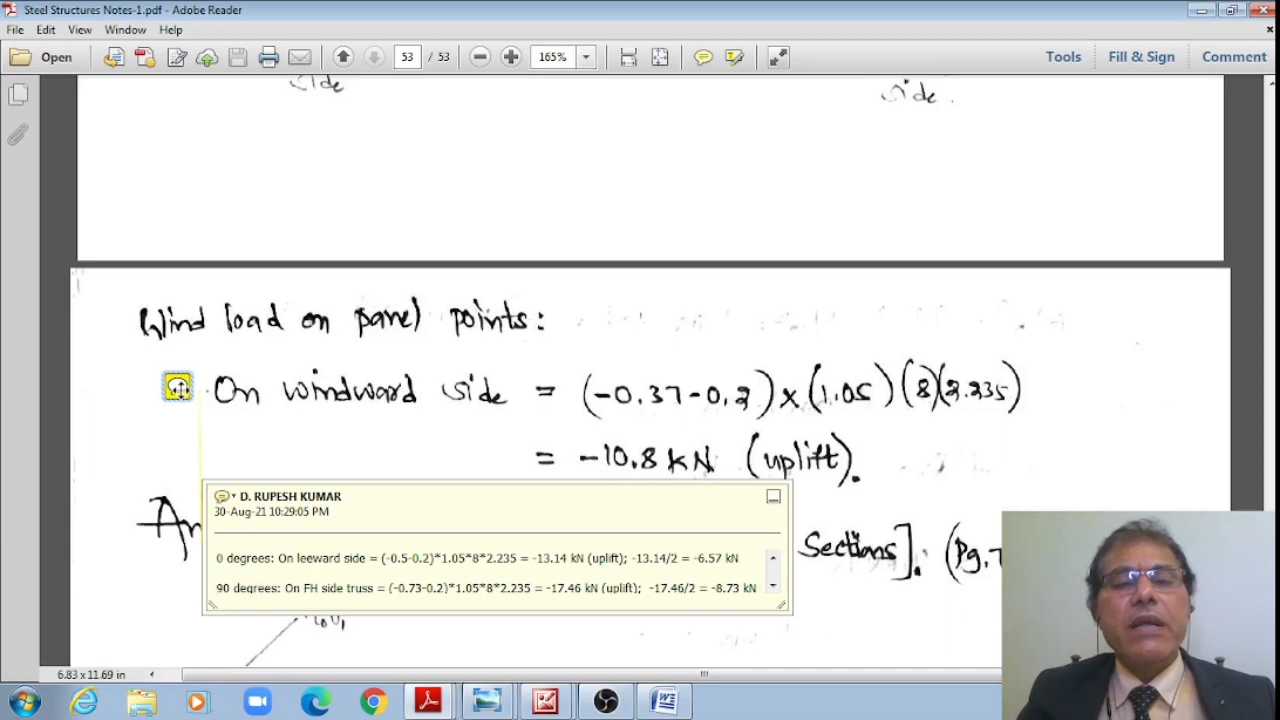 Steel Structures Notes-1.pdf - Adobe Reader
File Edit View Window Help
Open 53 / 53 165% Tools Fill & Sign Comment
side side.
Wind load on panel points:
On windward side = (-0.37-0.2) x (1.05) (8)(2.235)
= -10.8 kN (uplift).
D. RUPESH KUMAR
30-Aug-21 10:29:05 PM
0 degrees: On leeward side = (-0.5-0.2)*1.05*8*2.235 = -13.14 kN (uplift); -13.14/2 = -6.57 kN
90 degrees: On FH side truss = (-0.73-0.2)*1.05*8*2.235 = -17.46 kN (uplift); -17.46/2 = -8.73 kN
An Sections]. (Pg.7
6.83 x 11.69 in